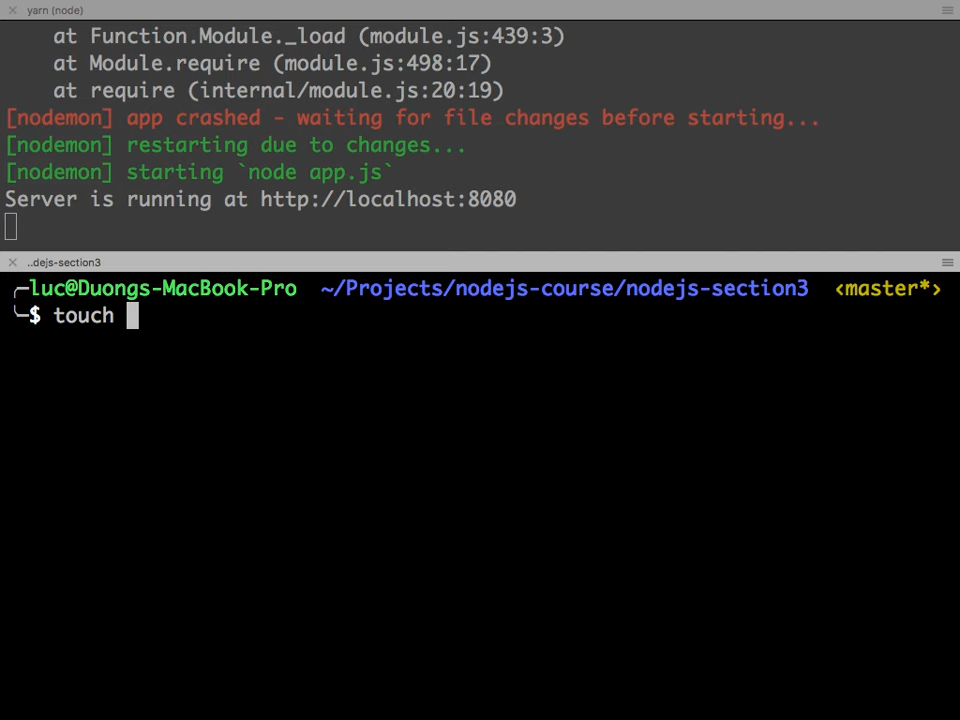 yarn (node)
at Function.Module._load (module.js:439:3)
at Module.require (module.js:498:17)
at require (internal/module.js:20:19)
[nodemon] app crashed - waiting for file changes before starting...
[nodemon] restarting due to changes...
[nodemon] starting `node app.js`
Server is running at http://localhost:8080
..dejs-section3
╭─luc@Duongs-MacBook-Pro ~/Projects/nodejs-course/nodejs-section3 ‹master*›
╰─$ touch